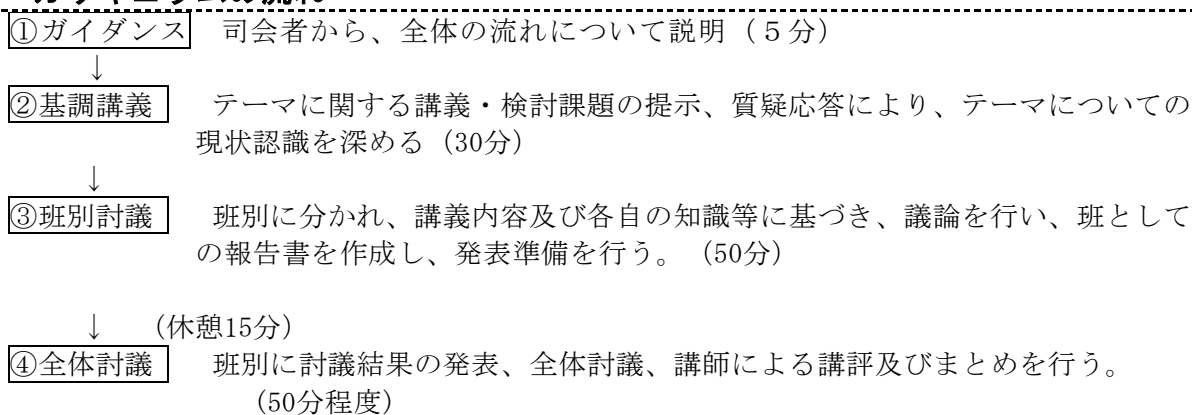 ①ガイダンス　司会者から、全体の流れについて説明（５分）
↓
②基調講義　テーマに関する講義・検討課題の提示、質疑応答により、テーマについての
現状認識を深める（30分）
↓
③班別討議　班別に分かれ、講義内容及び各自の知識等に基づき、議論を行い、班として
の報告書を作成し、発表準備を行う。（50分）
↓　（休憩15分）
④全体討議　班別に討議結果の発表、全体討議、講師による講評及びまとめを行う。
（50分程度）